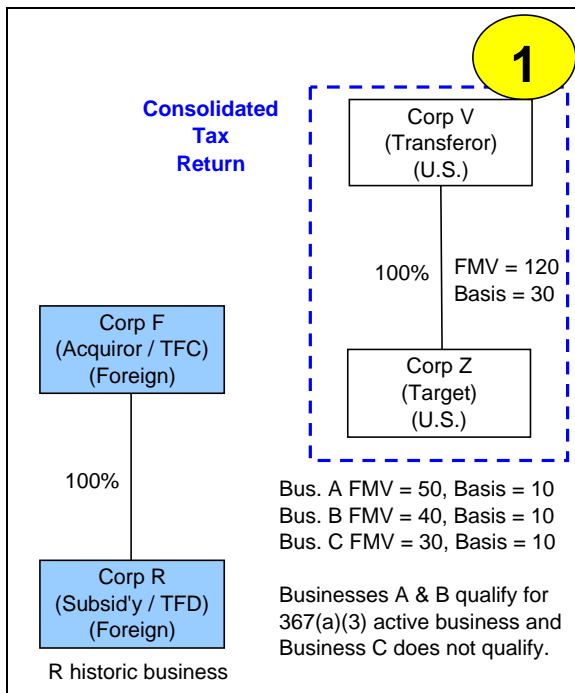 1
Consolidated
Tax
Return
Corp V
(Transferor)
(U.S.)
100%
FMV = 120
Basis = 30
Corp F
(Acquiror / TFC)
(Foreign)
Corp Z
(Target)
(U.S.)
100%
Bus. A FMV = 50, Basis = 10
Bus. B FMV = 40, Basis = 10
Bus. C FMV = 30, Basis = 10
Corp R
(Subsid'y / TFD)
(Foreign)
Businesses A & B qualify for
367(a)(3) active business and
Business C does not qualify.
R historic business